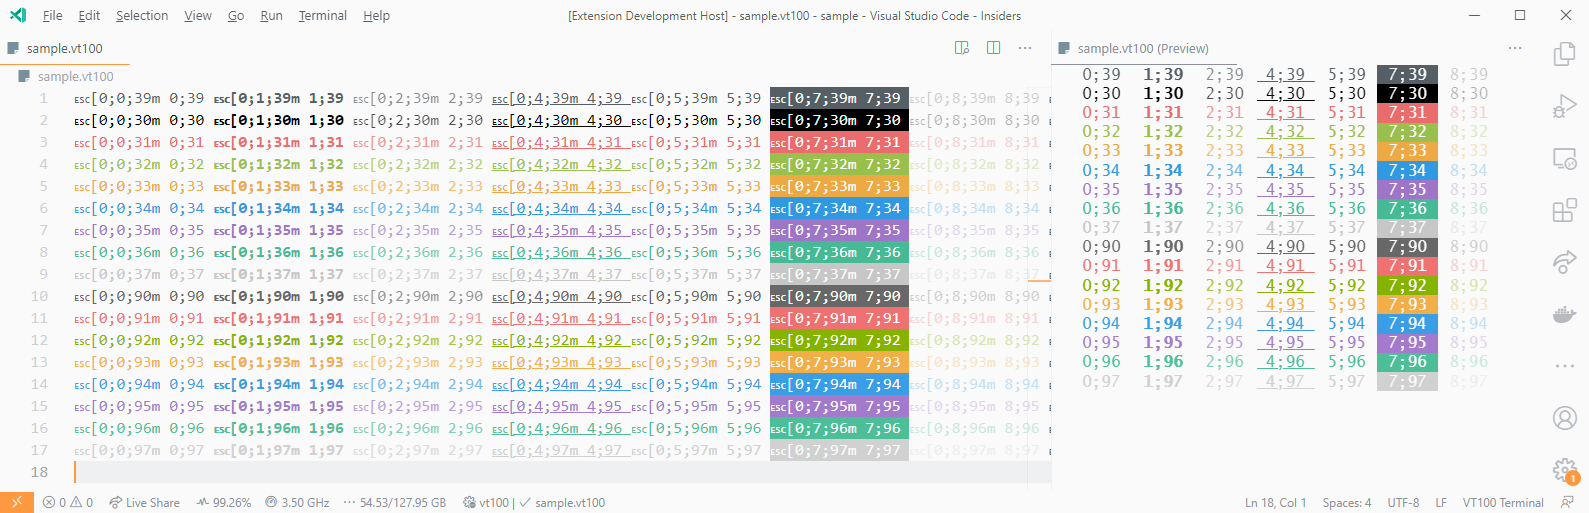 File Edit Selection View Go Run Terminal Help [Extension Development Host] - sample.vt100 - sample - Visual Studio Code - Insiders
sample.vt100
sample.vt100
1 ESC[0;0;39m 0;39 ESC[0;1;39m 1;39 ESC[0;2;39m 2;39 ESC[0;4;39m 4;39 ESC[0;5;39m 5;39 ESC[0;7;39m 7;39 ESC[0;8;39m 8;39
2 ESC[0;0;30m 0;30 ESC[0;1;30m 1;30 ESC[0;2;30m 2;30 ESC[0;4;30m 4;30 ESC[0;5;30m 5;30 ESC[0;7;30m 7;30 ESC[0;8;30m 8;30
3 ESC[0;0;31m 0;31 ESC[0;1;31m 1;31 ESC[0;2;31m 2;31 ESC[0;4;31m 4;31 ESC[0;5;31m 5;31 ESC[0;7;31m 7;31 ESC[0;8;31m 8;31
4 ESC[0;0;32m 0;32 ESC[0;1;32m 1;32 ESC[0;2;32m 2;32 ESC[0;4;32m 4;32 ESC[0;5;32m 5;32 ESC[0;7;32m 7;32 ESC[0;8;32m 8;32
5 ESC[0;0;33m 0;33 ESC[0;1;33m 1;33 ESC[0;2;33m 2;33 ESC[0;4;33m 4;33 ESC[0;5;33m 5;33 ESC[0;7;33m 7;33 ESC[0;8;33m 8;33
6 ESC[0;0;34m 0;34 ESC[0;1;34m 1;34 ESC[0;2;34m 2;34 ESC[0;4;34m 4;34 ESC[0;5;34m 5;34 ESC[0;7;34m 7;34 ESC[0;8;34m 8;34
7 ESC[0;0;35m 0;35 ESC[0;1;35m 1;35 ESC[0;2;35m 2;35 ESC[0;4;35m 4;35 ESC[0;5;35m 5;35 ESC[0;7;35m 7;35 ESC[0;8;35m 8;35
8 ESC[0;0;36m 0;36 ESC[0;1;36m 1;36 ESC[0;2;36m 2;36 ESC[0;4;36m 4;36 ESC[0;5;36m 5;36 ESC[0;7;36m 7;36 ESC[0;8;36m 8;36
9 ESC[0;0;37m 0;37 ESC[0;1;37m 1;37 ESC[0;2;37m 2;37 ESC[0;4;37m 4;37 ESC[0;5;37m 5;37 ESC[0;7;37m 7;37 ESC[0;8;37m 8;37
10 ESC[0;0;90m 0;90 ESC[0;1;90m 1;90 ESC[0;2;90m 2;90 ESC[0;4;90m 4;90 ESC[0;5;90m 5;90 ESC[0;7;90m 7;90 ESC[0;8;90m 8;90
11 ESC[0;0;91m 0;91 ESC[0;1;91m 1;91 ESC[0;2;91m 2;91 ESC[0;4;91m 4;91 ESC[0;5;91m 5;91 ESC[0;7;91m 7;91 ESC[0;8;91m 8;91
12 ESC[0;0;92m 0;92 ESC[0;1;92m 1;92 ESC[0;2;92m 2;92 ESC[0;4;92m 4;92 ESC[0;5;92m 5;92 ESC[0;7;92m 7;92 ESC[0;8;92m 8;92
13 ESC[0;0;93m 0;93 ESC[0;1;93m 1;93 ESC[0;2;93m 2;93 ESC[0;4;93m 4;93 ESC[0;5;93m 5;93 ESC[0;7;93m 7;93 ESC[0;8;93m 8;93
14 ESC[0;0;94m 0;94 ESC[0;1;94m 1;94 ESC[0;2;94m 2;94 ESC[0;4;94m 4;94 ESC[0;5;94m 5;94 ESC[0;7;94m 7;94 ESC[0;8;94m 8;94
15 ESC[0;0;95m 0;95 ESC[0;1;95m 1;95 ESC[0;2;95m 2;95 ESC[0;4;95m 4;95 ESC[0;5;95m 5;95 ESC[0;7;95m 7;95 ESC[0;8;95m 8;95
16 ESC[0;0;96m 0;96 ESC[0;1;96m 1;96 ESC[0;2;96m 2;96 ESC[0;4;96m 4;96 ESC[0;5;96m 5;96 ESC[0;7;96m 7;96 ESC[0;8;96m 8;96
17 ESC[0;0;97m 0;97 ESC[0;1;97m 1;97 ESC[0;2;97m 2;97 ESC[0;4;97m 4;97 ESC[0;5;97m 5;97 ESC[0;7;97m 7;97 ESC[0;8;97m 8;97
18
sample.vt100 (Preview)
0;39 1;39 2;39 4;39 5;39 7;39 8;39
0;30 1;30 2;30 4;30 5;30 7;30 8;30
0;31 1;31 2;31 4;31 5;31 7;31 8;31
0;32 1;32 2;32 4;32 5;32 7;32 8;32
0;33 1;33 2;33 4;33 5;33 7;33 8;33
0;34 1;34 2;34 4;34 5;34 7;34 8;34
0;35 1;35 2;35 4;35 5;35 7;35 8;35
0;36 1;36 2;36 4;36 5;36 7;36 8;36
0;37 1;37 2;37 4;37 5;37 7;37 8;37
0;90 1;90 2;90 4;90 5;90 7;90 8;90
0;91 1;91 2;91 4;91 5;91 7;91 8;91
0;92 1;92 2;92 4;92 5;92 7;92 8;92
0;93 1;93 2;93 4;93 5;93 7;93 8;93
0;94 1;94 2;94 4;94 5;94 7;94 8;94
0;95 1;95 2;95 4;95 5;95 7;95 8;95
0;96 1;96 2;96 4;96 5;96 7;96 8;96
0;97 1;97 2;97 4;97 5;97 7;97 8;97
1
0 0 Live Share 99.26% 3.50 GHz 54.53/127.95 GB vt100 | sample.vt100 Ln 18, Col 1 Spaces: 4 UTF-8 LF VT100 Terminal